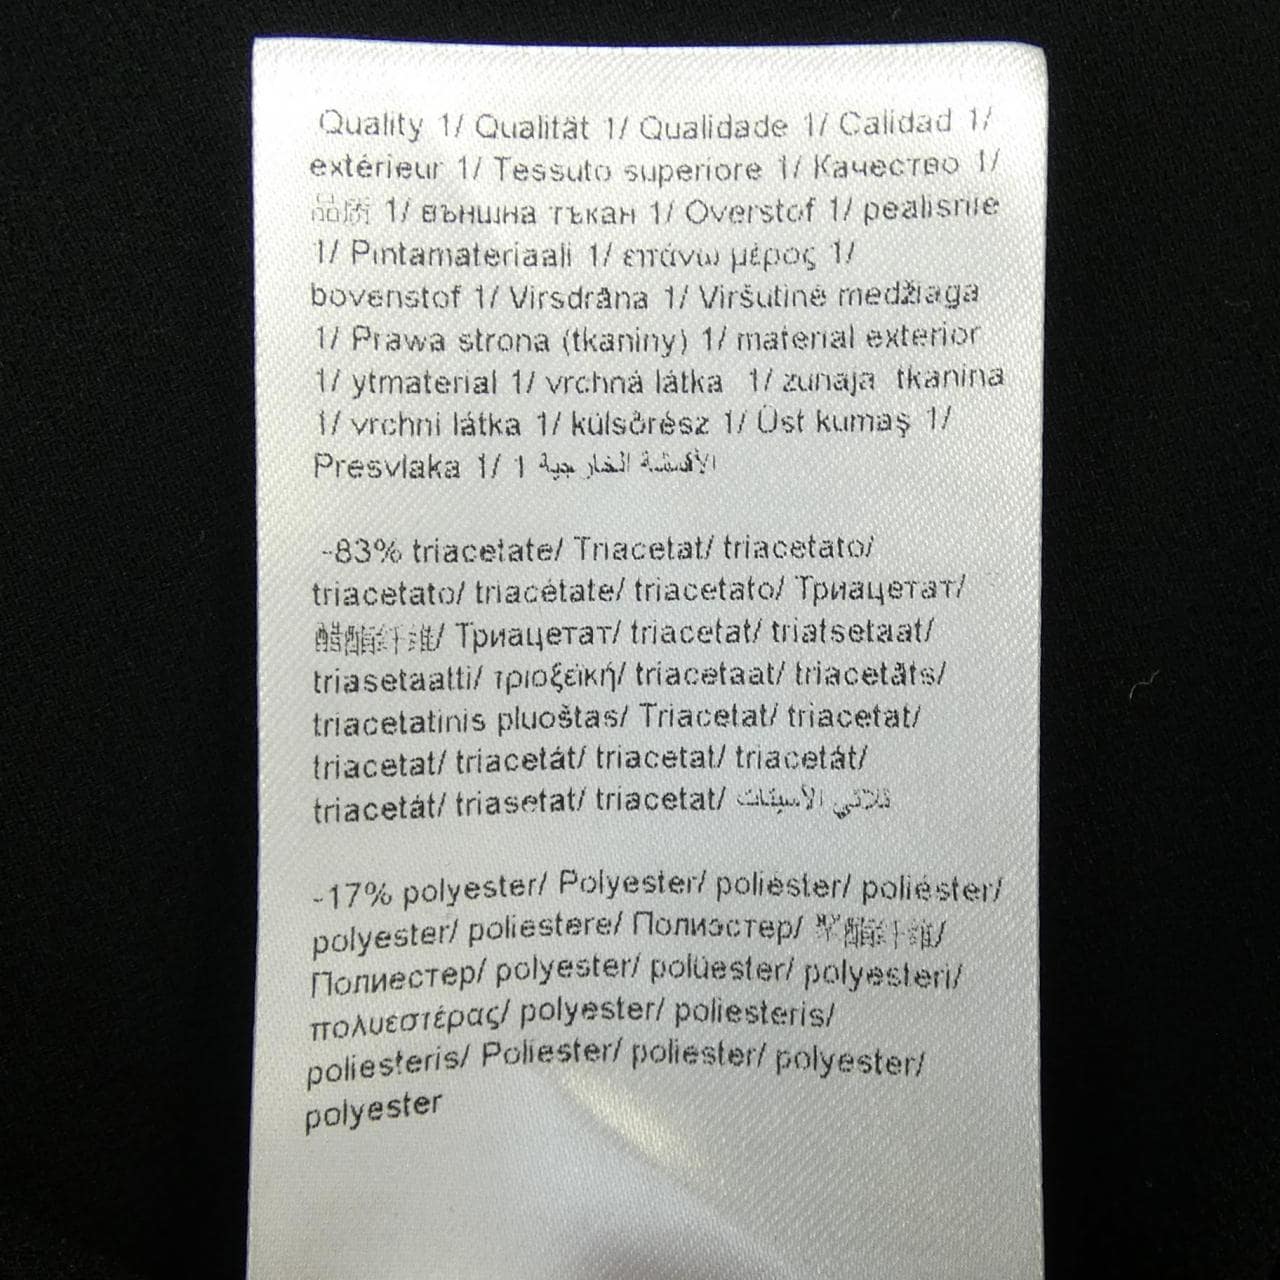 Quality 1/ Qualität 1/ Qualidade 1/ Calidad 1/
extérieur 1/ Tessuto superiore 1/ Качество 1/
品质 1/ външна тъкан 1/ Overstof 1/ pealisriie
1/ Pintamateriaali 1/ επάνω μέρος 1/
bovenstof 1/ Virsdrāna 1/ Viršutinė medžiaga
1/ Prawa strona (tkaniny) 1/ material exterior
1/ ytmaterial 1/ vrchná látka 1/ zunaja tkanina
1/ vrchní látka 1/ külsőrész 1/ Üst kumaş 1/
Presvlaka 1/ 1 الأقمشة الخارجية
-83% triacetate/ Triacetat/ triacetato/
triacetato/ triacétate/ triacetato/ Триацетат/
醋酯纤维/ Триацетат/ triacetat/ triatsetaat/
triasetaatti/ τριοξεϊκή/ triacetaat/ triacetāts/
triacetatinis pluoštas/ Triacetat/ triacetat/
triacetat/ triacetát/ triacetat/ triacetát/
triacetát/ triasetat/ triacetat/
-17% polyester/ Polyester/ poliéster/ poliéster/
polyester/ poliestere/ Полиэстер/ 聚酯纤维/
Полиестер/ polyester/ polüester/ polyesteri/
πολυεστέρας/ polyester/ poliesteris/
poliesteris/ Poliester/ poliester/ polyester/
polyester